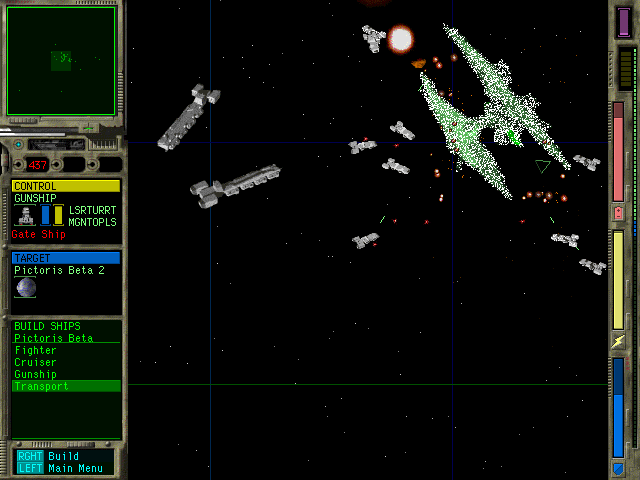 437
CONTROL
GUNSHIP
LSRTURRT
MGNTOPLS
Gata Ship
TARGET
Pictoris Beta 2
BUILD SHIPS
Pictoris Beta
Fighter
Cruiser
Gunship
Transport
RGHT Build
LEFT Main Menu